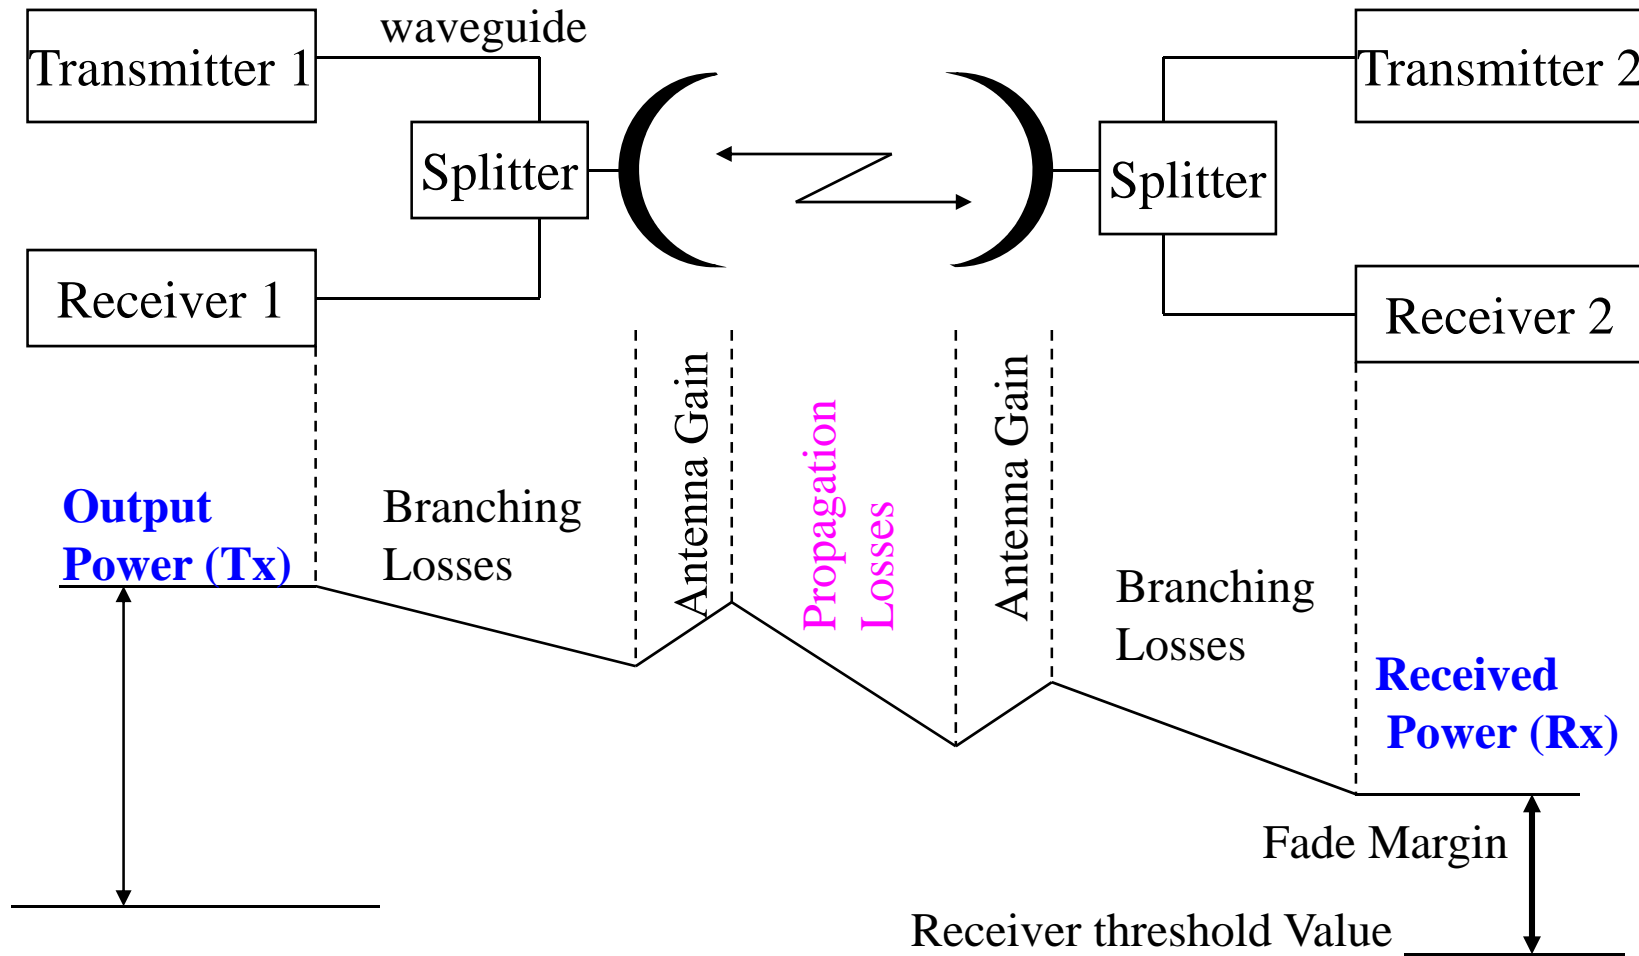 waveguide
Transmitter 1
Transmitter 2
Splitter
Splitter
Receiver 1
Receiver 2
Output
Power (Tx)
Branching
Losses
Antenna Gain
Propagation
Losses
Antenna Gain
Branching
Losses
Received
Power (Rx)
Fade Margin
Receiver threshold Value